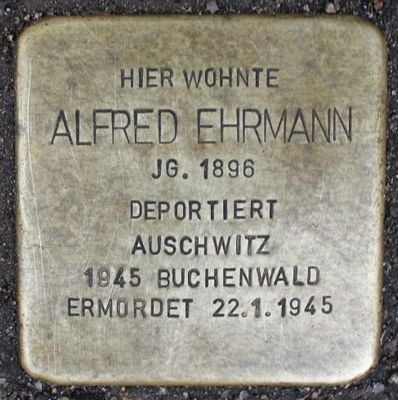 HIER WOHNTE
ALFRED EHRMANN
JG. 1896
DEPORTIERT
AUSCHWITZ
1945 BUCHENWALD
ERMORDET 22.1.1945